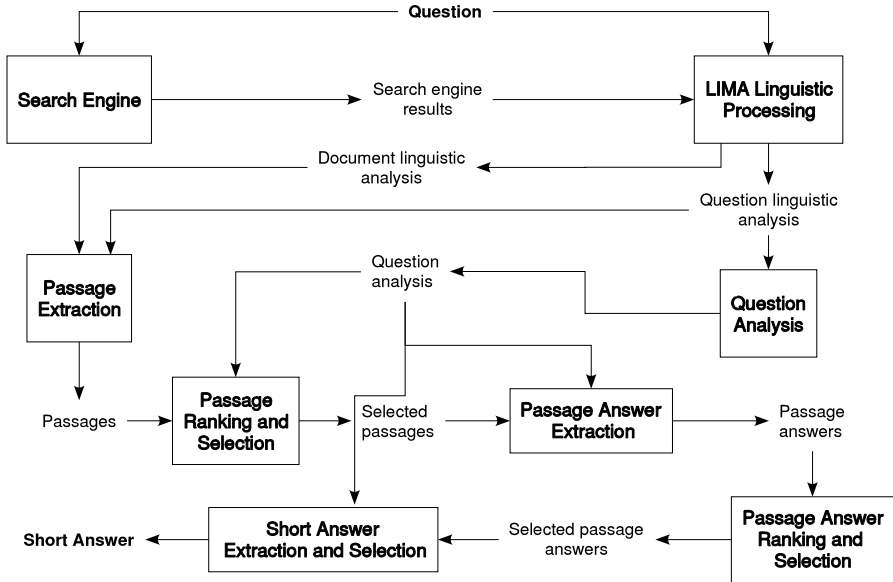 Question
Search Engine
Search engine
results
LIMA Linguistic
Processing
Document linguistic
analysis
Question linguistic
analysis
Passage
Extraction
Question
analysis
Question
Analysis
Passages
Passage
Ranking and
Selection
Selected
passages
Passage Answer
Extraction
Passage
answers
Short Answer
Short Answer
Extraction and Selection
Selected passage
answers
Passage Answer
Ranking and
Selection